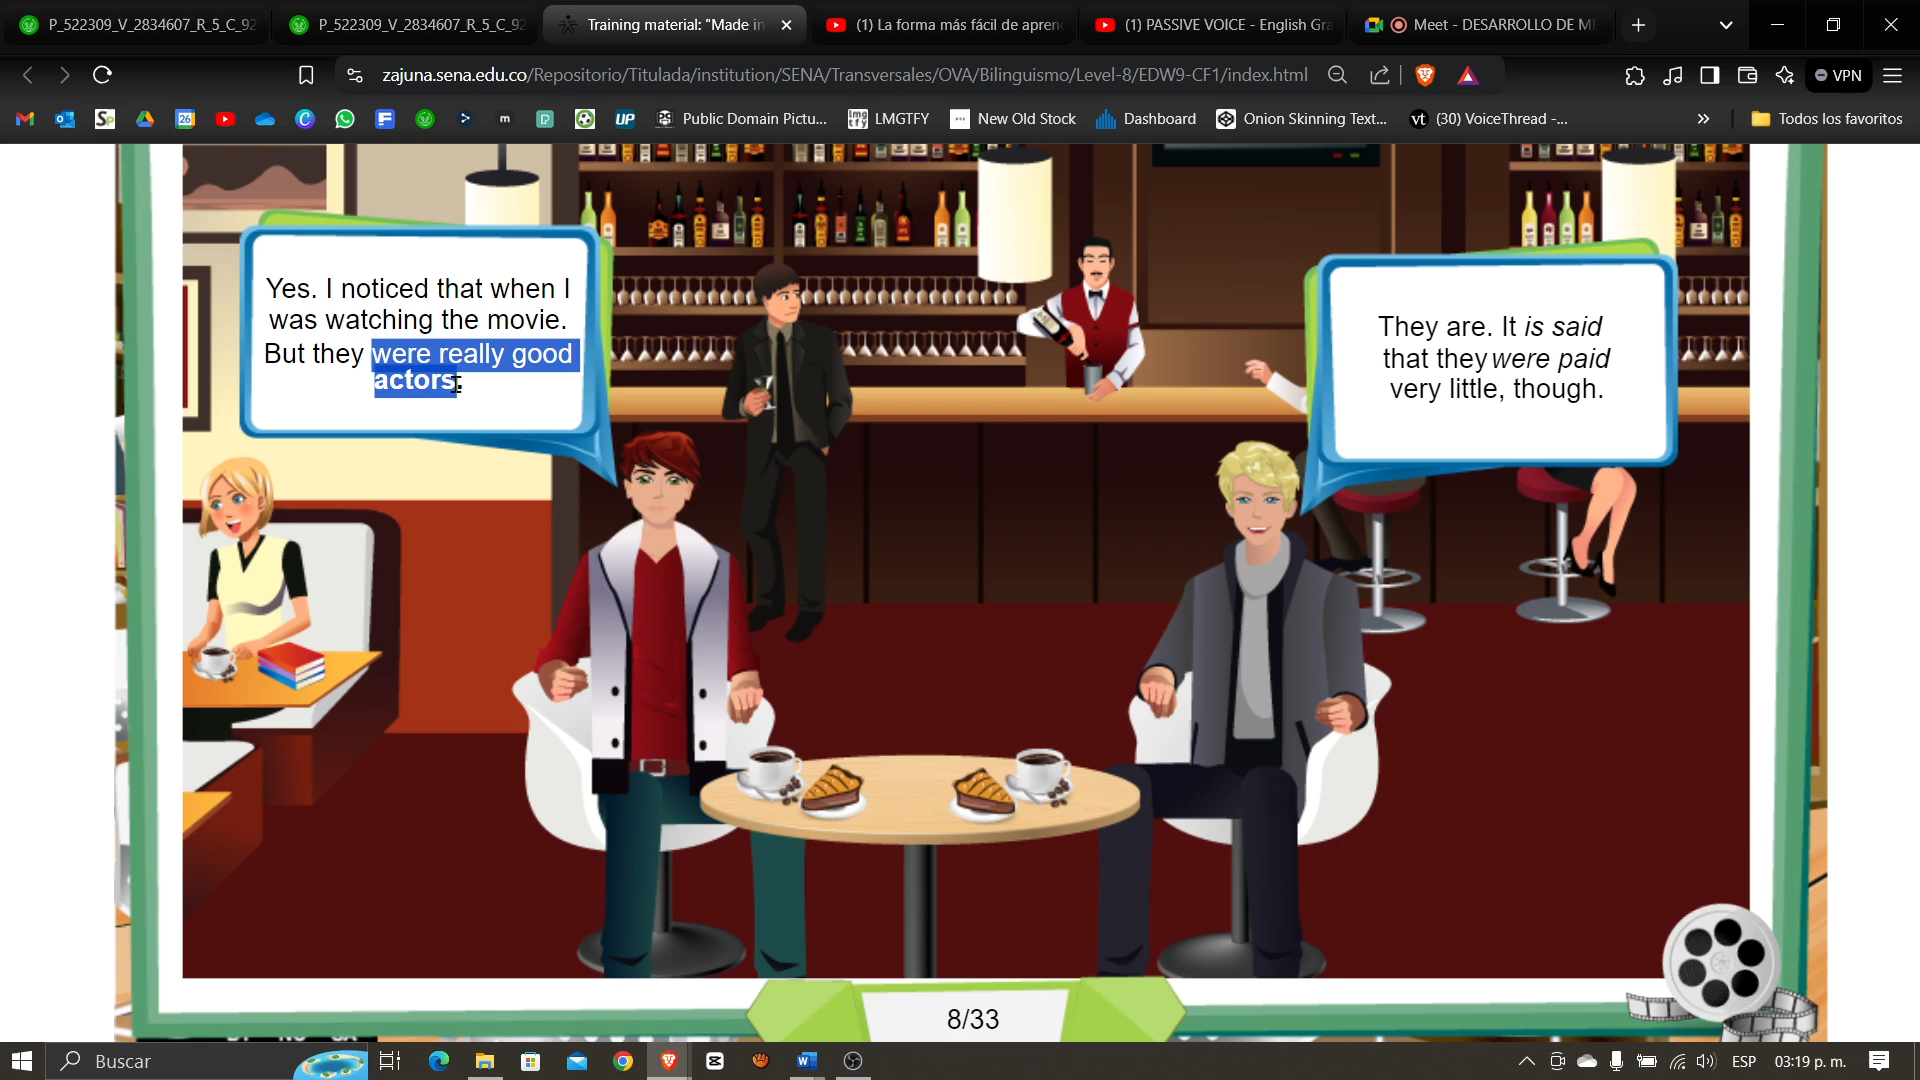 P_522309_V_2834607_R_5_C_92
P_522309_V_2834607_R_5_C_92
Training material: "Made in
(1) La forma más fácil de apren
(1) PASSIVE VOICE - English Gra
Meet - DESARROLLO DE ME
zajuna.sena.edu.co/Repositorio/Titulada/institution/SENA/Transversales/OVA/Bilinguismo/Level-8/EDW9-CF1/index.html
VPN
Public Domain Pictu...
LMGTFY
New Old Stock
Dashboard
Onion Skinning Text...
(30) VoiceThread -...
Todos los favoritos
Yes. I noticed that when I
was watching the movie.
But they were really good
actors.
They are. It is said
that they were paid
very little, though.
8/33
Buscar
ESP
03:19 p. m.